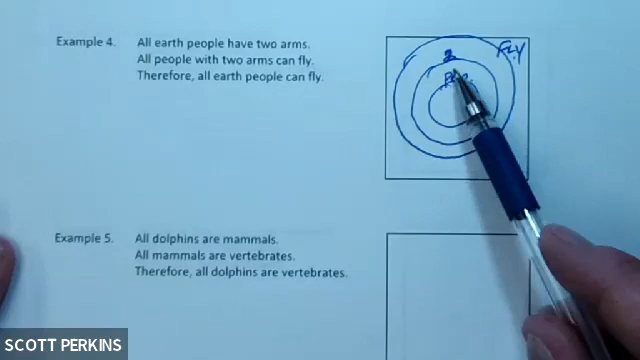 Example 4. All earth people have two arms.
All people with two arms can fly.
Therefore, all earth people can fly.
FLY
2
Example 5. All dolphins are mammals.
All mammals are vertebrates.
Therefore, all dolphins are vertebrates.
SCOTT PERKINS